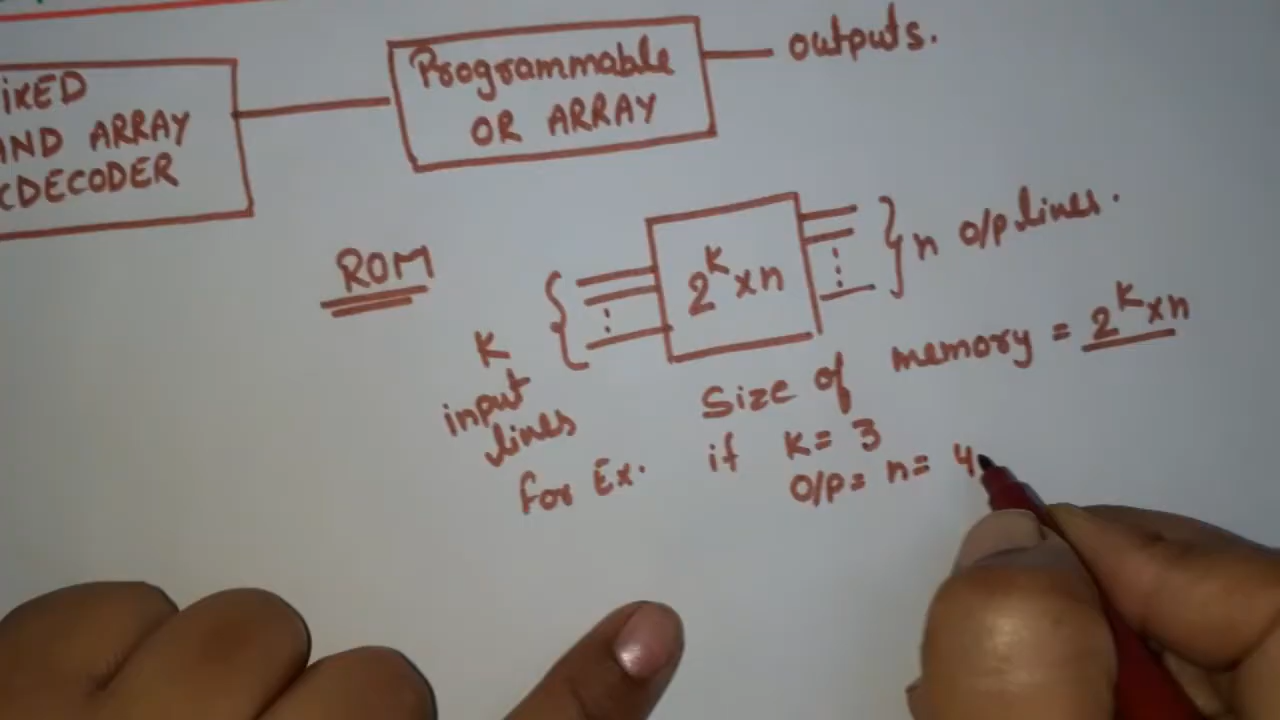 iXED
AND ARRAY
(DECODER
Programmable
OR ARRAY
outputs.
ROM
K
input
lines
2^K x n
n o/p lines.
Size of memory = 2^K x n
for Ex. if K = 3
O/P = n = 4